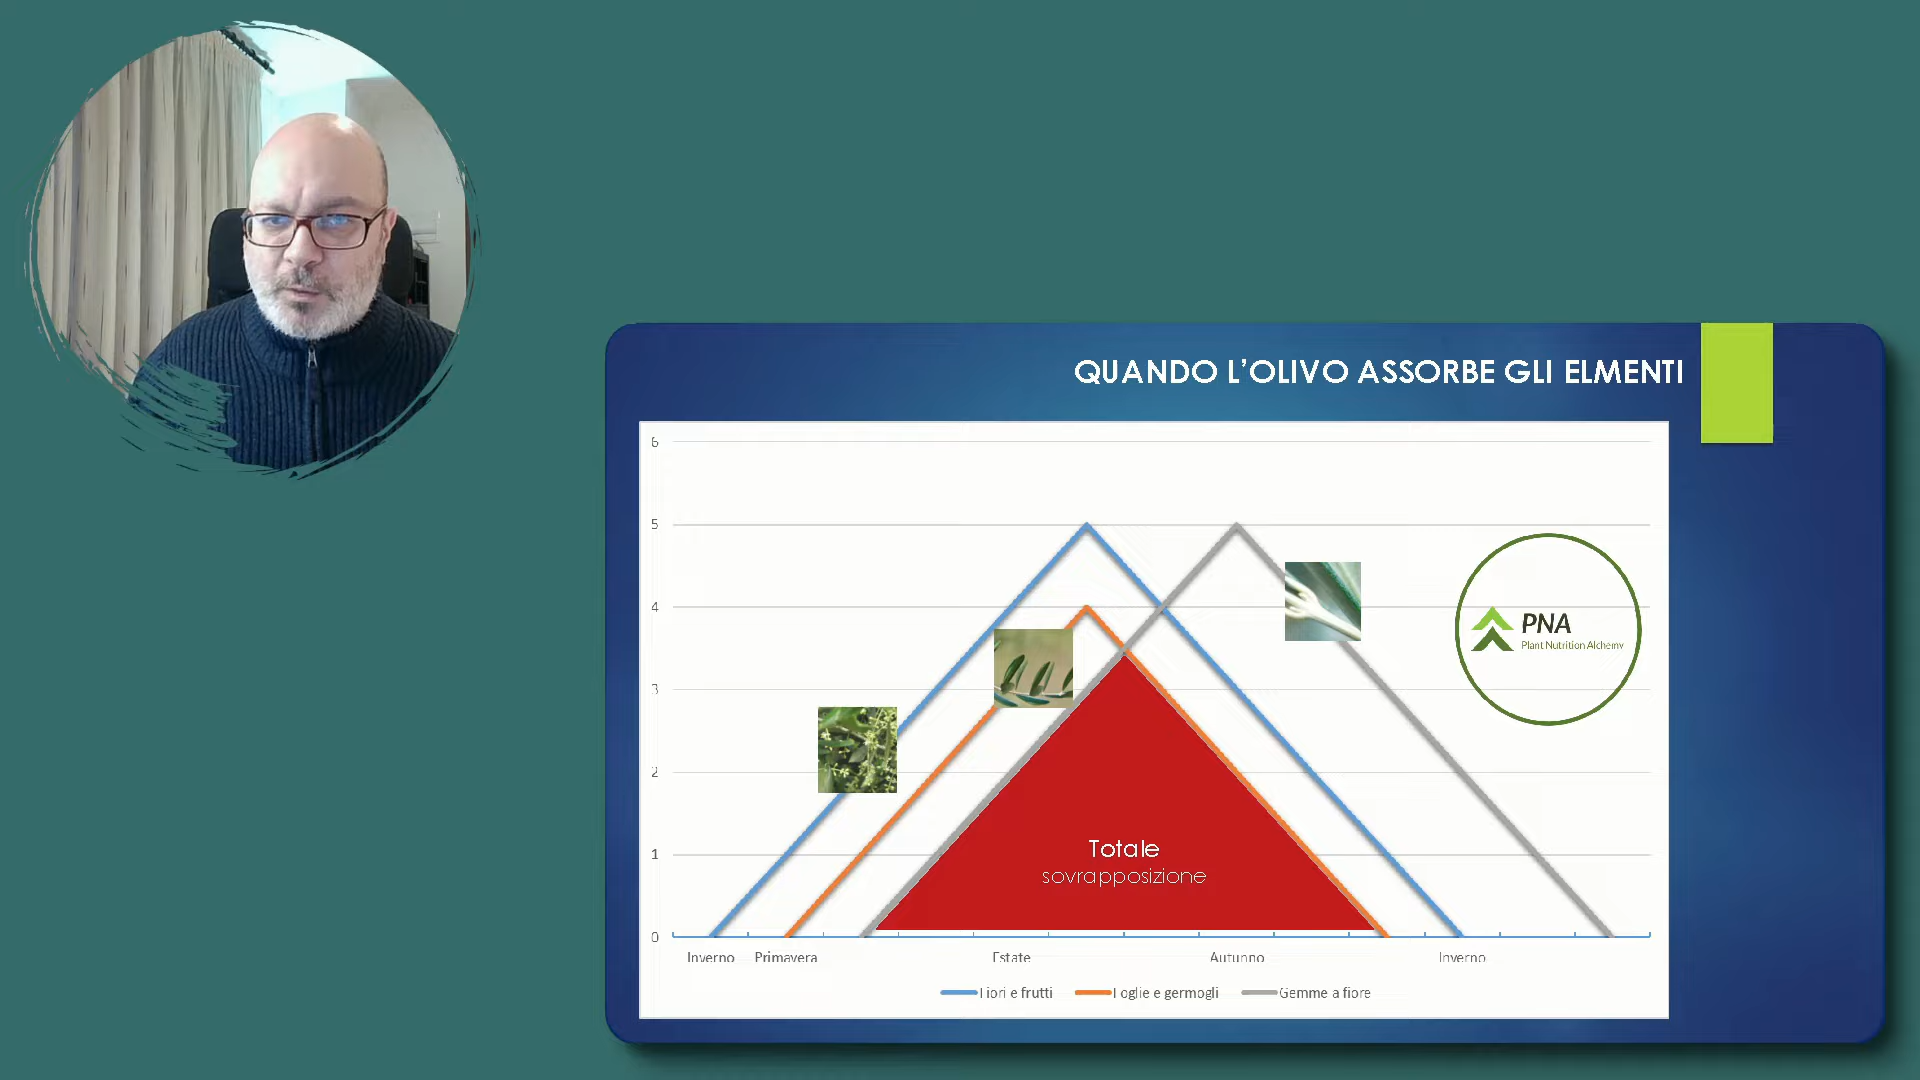 QUANDO L'OLIVO ASSORBE GLI ELMENTI
6
5
4
3
2
1
0
PNA
Plant Nutrition Alchemy
Totale
sovrapposizione
Inverno Primavera Estate Autunno Inverno
Fiori e frutti Foglie e germogli Gemme a fiore